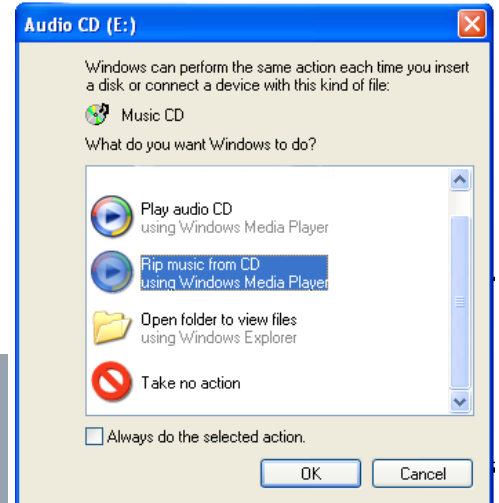 Audio CD (E:)
Windows can perform the same action each time you insert
a disk or connect a device with this kind of file:
Music CD
What do you want Windows to do?
Play audio CD
using Windows Media Player
Rip music from CD
using Windows Media Player
Open folder to view files
using Windows Explorer
Take no action
Always do the selected action.
OK
Cancel